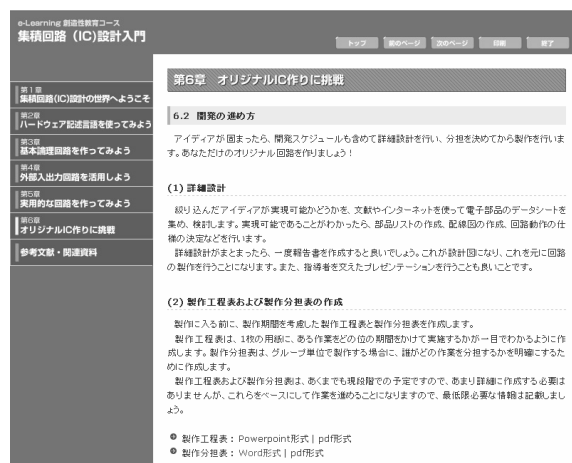 e-Learning 創造性教育コース
集積回路（IC）設計入門
トップ 前のページ 次のページ 印刷 終了
第1章
集積回路(IC)設計の世界へようこそ
第2章
ハードウェア記述言語を使ってみよう
第3章
基本論理回路を作ってみよう
第4章
外部入出力回路を活用しよう
第5章
実用的な回路を作ってみよう
第6章
オリジナルIC作りに挑戦
参考文献・関連資料
第6章　オリジナルIC作りに挑戦
6.2 開発の進め方
アイディアが固まったら、開発スケジュールも含めて詳細設計を行い、分担を決めてから製作を行いま
す。あなただけのオリジナル回路を作りましょう！
(1) 詳細設計
絞り込んだアイディアが実現可能かどうかを、文献やインターネットを使って電子部品のデータシートを
集め、検討します。実現可能であることがわかったら、部品リストの作成、配線図の作成、回路動作の仕
様の決定などを行います。
詳細設計がまとまったら、一度報告書を作成すると良いでしょう。これが設計図になり、これを元に回路
の製作を行うことになります。また、指導者を交えたプレゼンテーションを行うことも良いことです。
(2) 製作工程表および製作分担表の作成
製作に入る前に、製作期間を考慮した製作工程表と製作分担表を作成します。
製作工程表は、1枚の用紙に、ある作業をどの位の期間をかけて実施するかが一目でわかるように作
成します。製作分担表は、グループ単位で製作する場合に、誰がどの作業を分担するかを明確にするた
めに作成します。
製作工程表および製作分担表は、あくまでも現段階での予定ですので、あまり詳細に作成する必要は
ありませんが、これらをベースにして作業を進めることになりますので、最低限必要な情報は記載しまし
ょう。
製作工程表：Powerpoint形式 | pdf形式
製作分担表：Word形式 | pdf形式